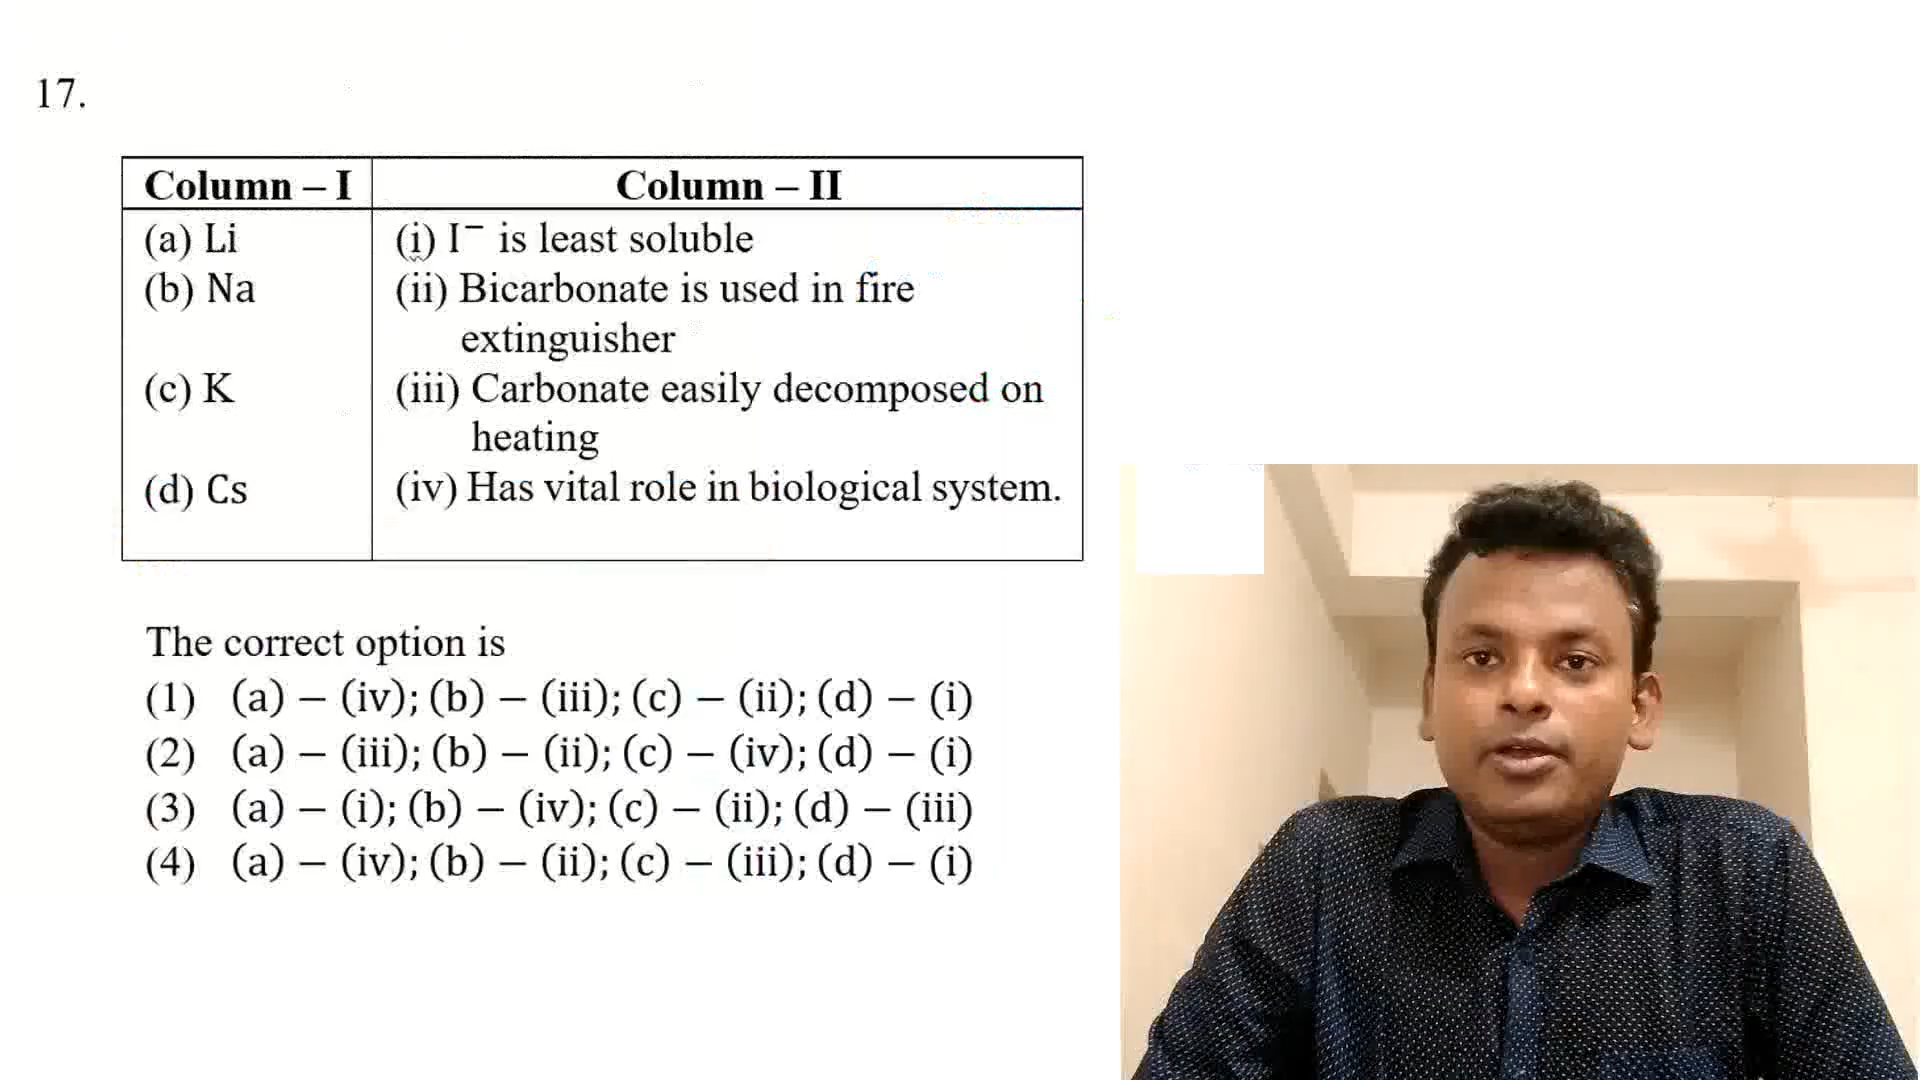 17.
Column – I Column – II
(a) Li (i) I⁻ is least soluble
(b) Na (ii) Bicarbonate is used in fire
extinguisher
(c) K (iii) Carbonate easily decomposed on
heating
(d) Cs (iv) Has vital role in biological system.
The correct option is
(1) (a) − (iv); (b) − (iii); (c) − (ii); (d) − (i)
(2) (a) − (iii); (b) − (ii); (c) − (iv); (d) − (i)
(3) (a) − (i); (b) − (iv); (c) − (ii); (d) − (iii)
(4) (a) − (iv); (b) − (ii); (c) − (iii); (d) − (i)